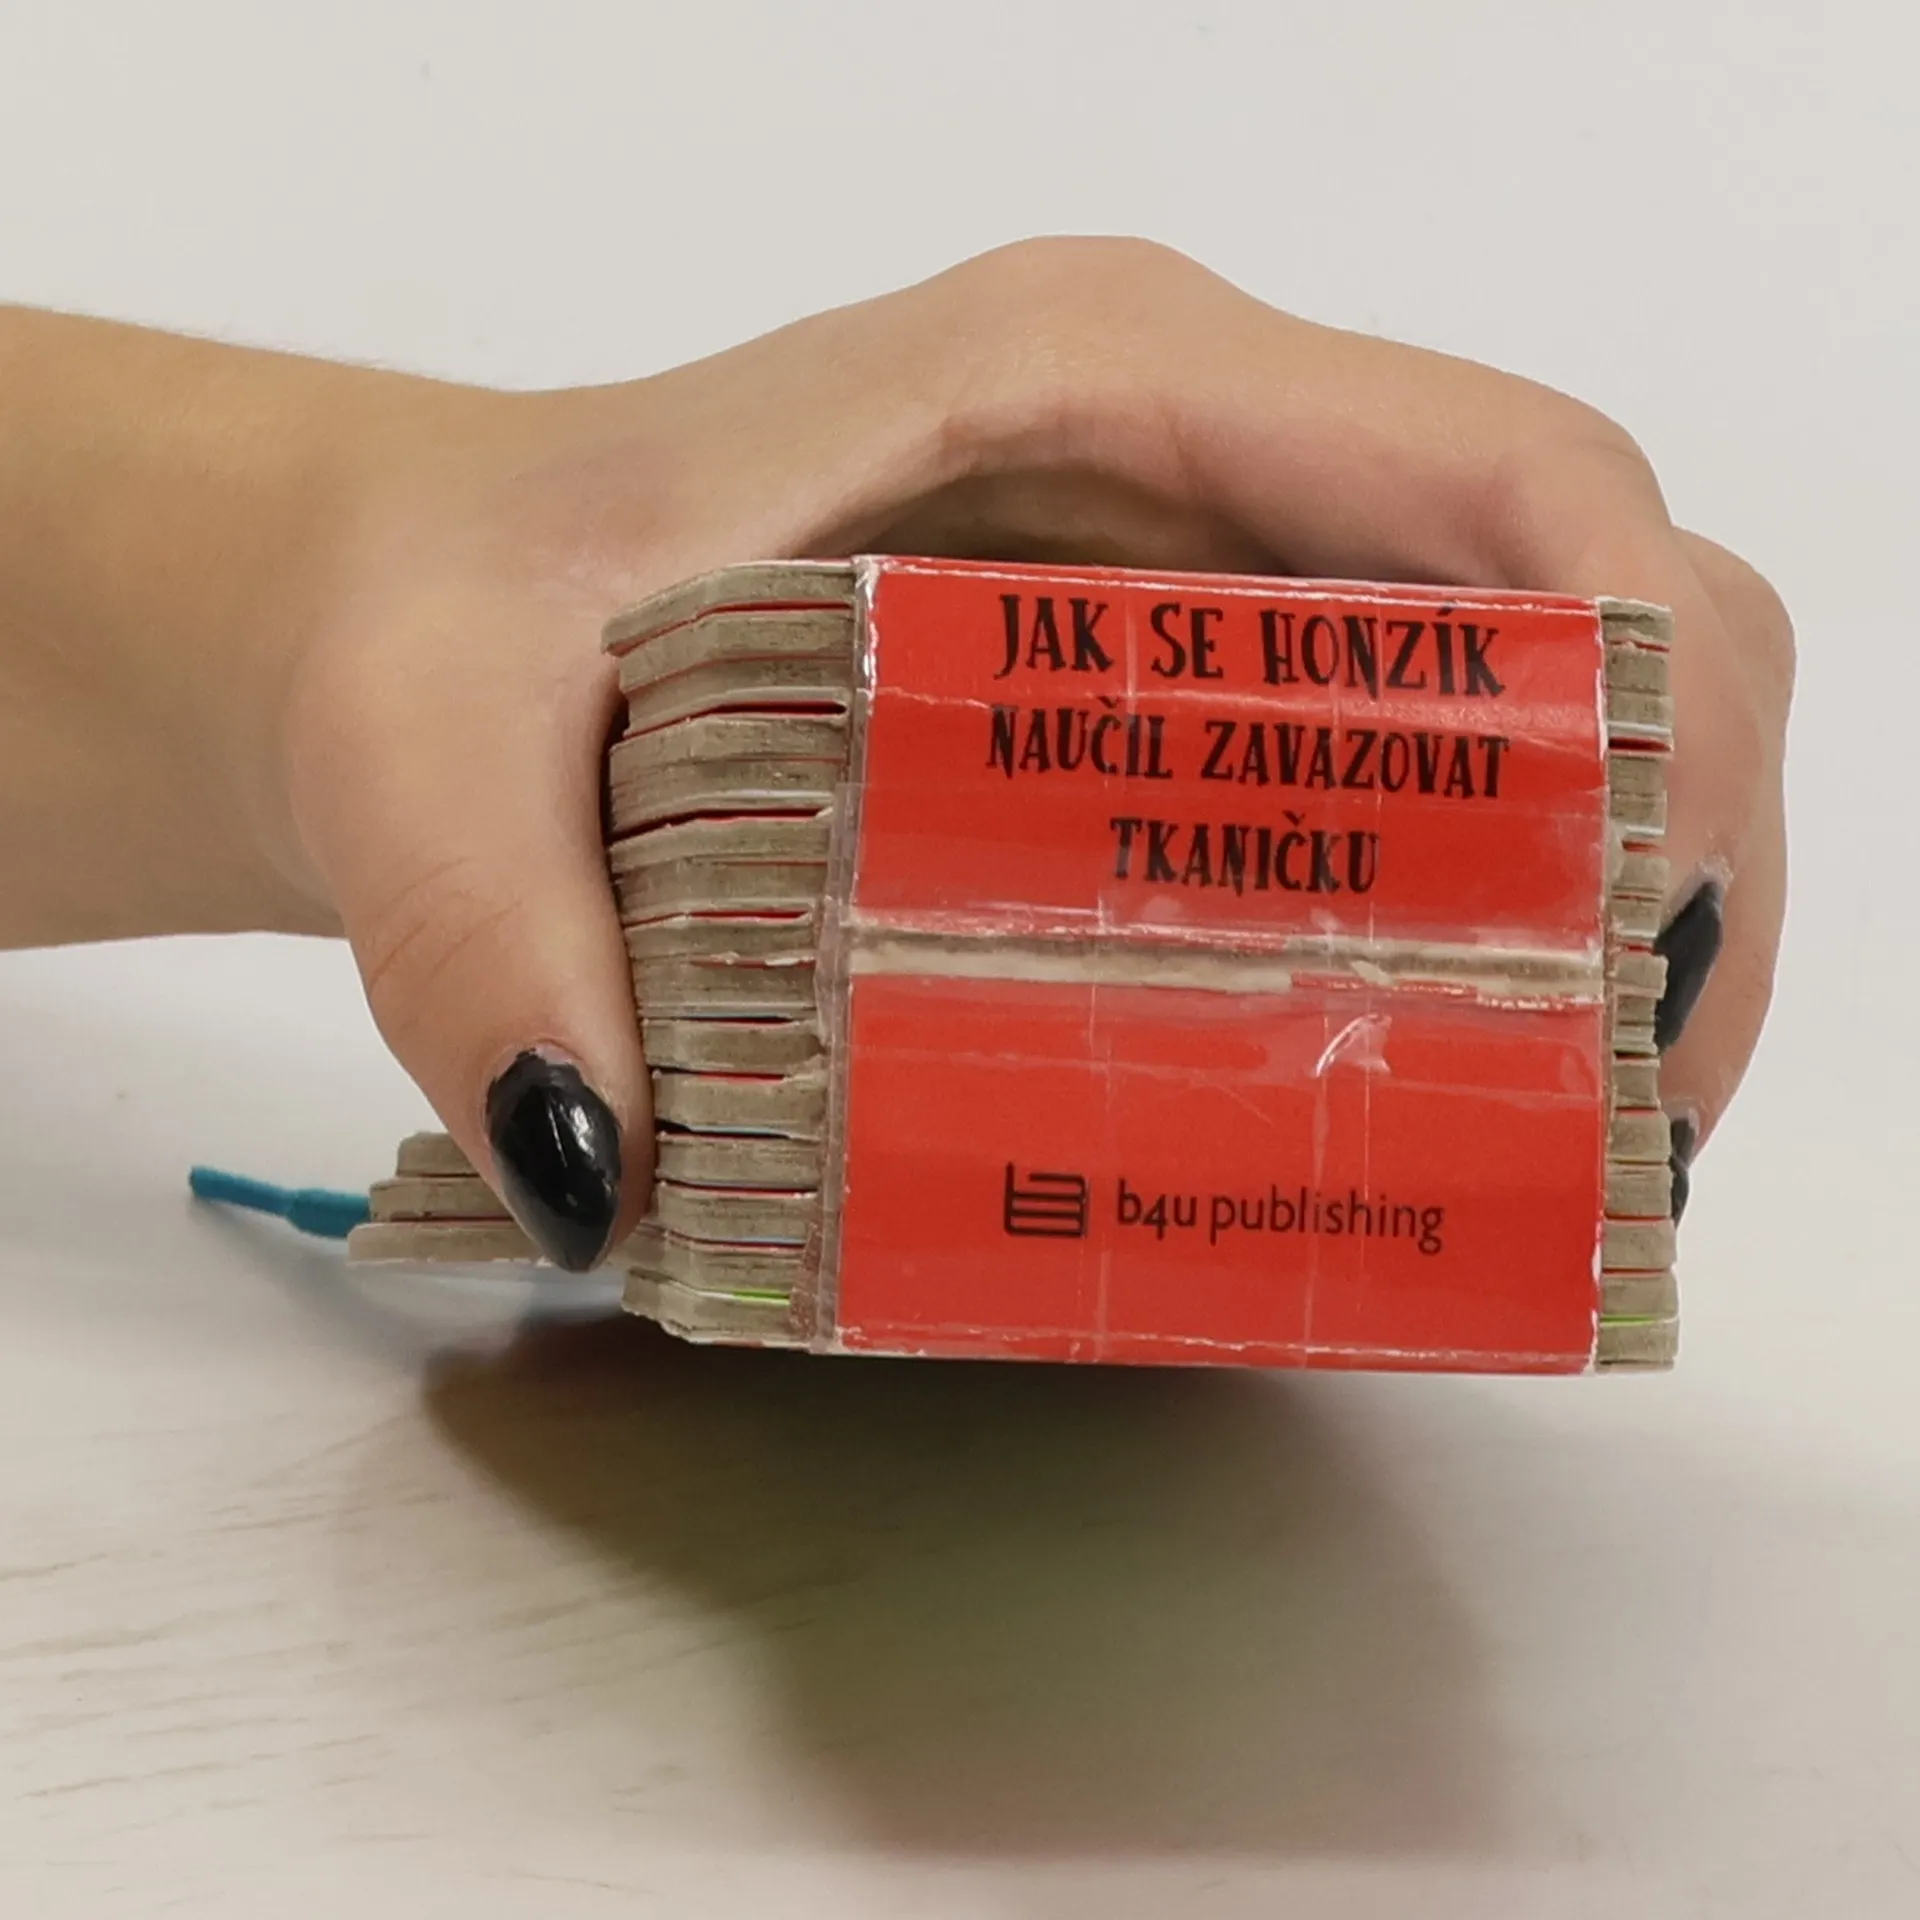 JAK SE HONZÍK
NAUČIL ZAVAZOVAT
TKANIČKU
b4u publishing